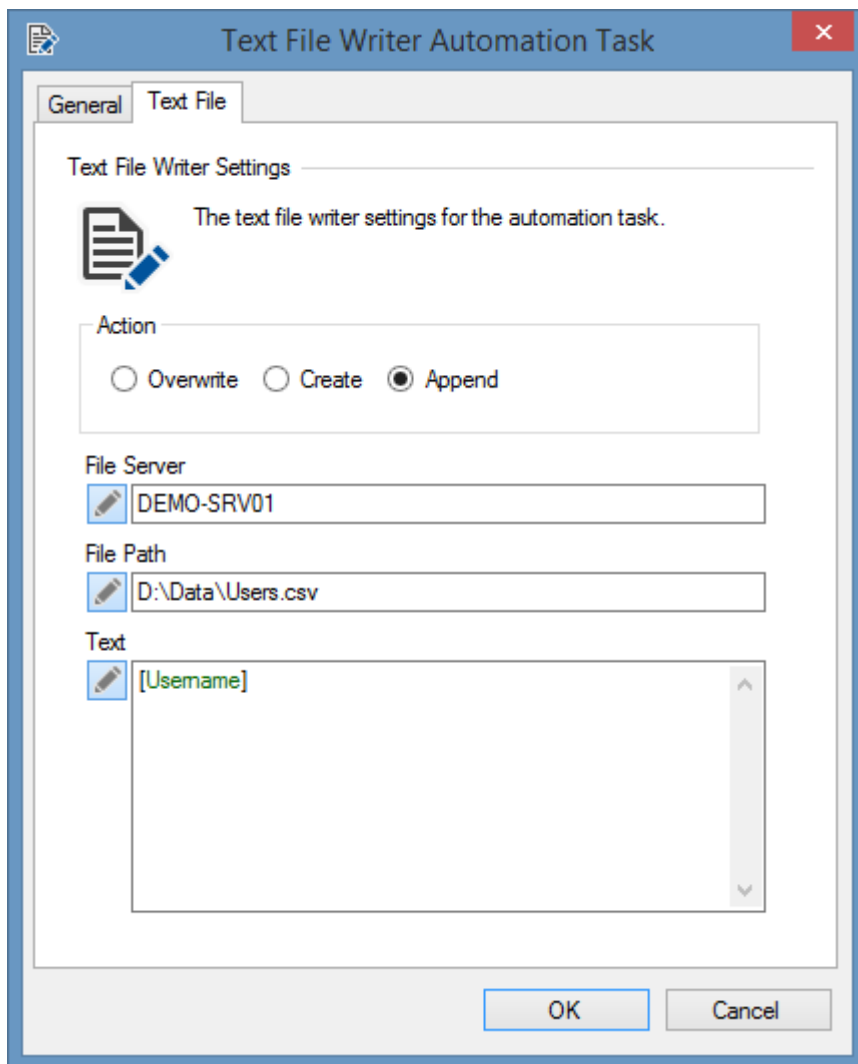 Text File Writer Automation Task
General Text File
Text File Writer Settings
The text file writer settings for the automation task.
Action
Overwrite Create Append
File Server
DEMO-SRV01
File Path
D:\Data\Users.csv
Text
[Username]
OK Cancel